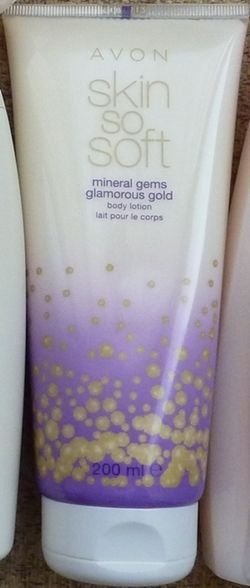 AVON
skin
so
soft
mineral gems
glamorous gold
body lotion
lait pour le corps
200 ml ℮